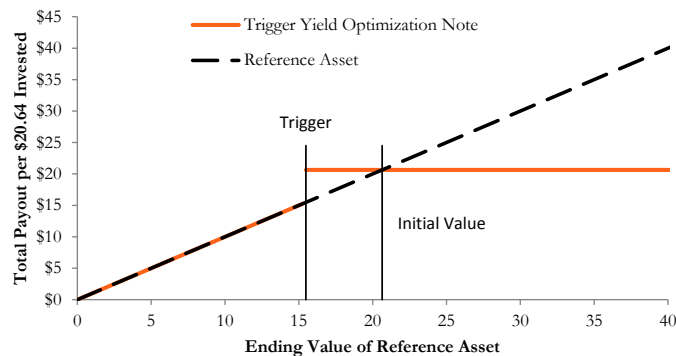 $45
$40
$35
$30
$25
$20
$15
$10
$5
$0
Total Payout per $20.64 Invested
Trigger Yield Optimization Note
Reference Asset
Trigger
Initial Value
0 5 10 15 20 25 30 35 40
Ending Value of Reference Asset